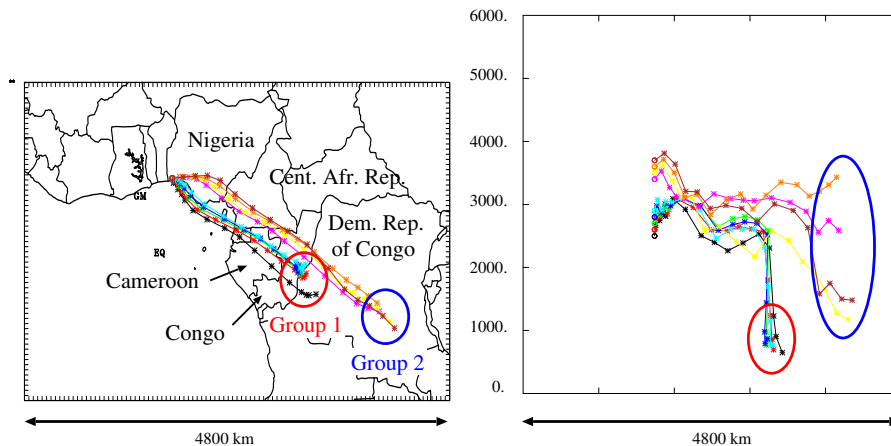 Nigeria
Cent. Afr. Rep.
GM
Dem. Rep.
of Congo
EQ
Cameroon
Congo
Group 1
Group 2
4800 km
6000.
5000.
4000.
3000.
2000.
1000.
0.
4800 km